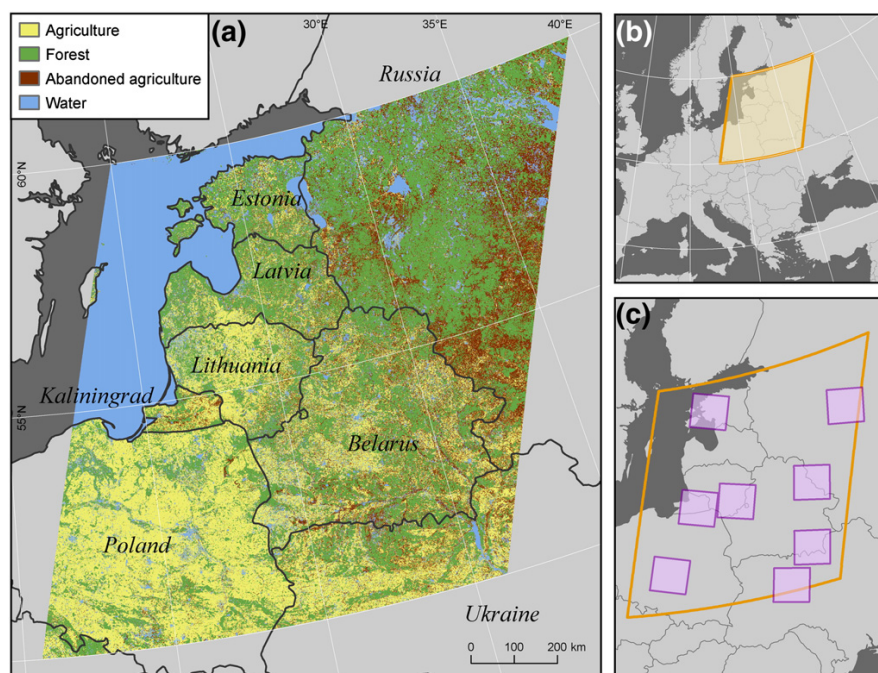 Agriculture
Forest
Abandoned agriculture
Water
(a)
30°E
35°E
40°E
60°N
55°N
Russia
Estonia
Latvia
Lithuania
Kaliningrad
Belarus
Poland
Ukraine
0 100 200 km
(b)
(c)